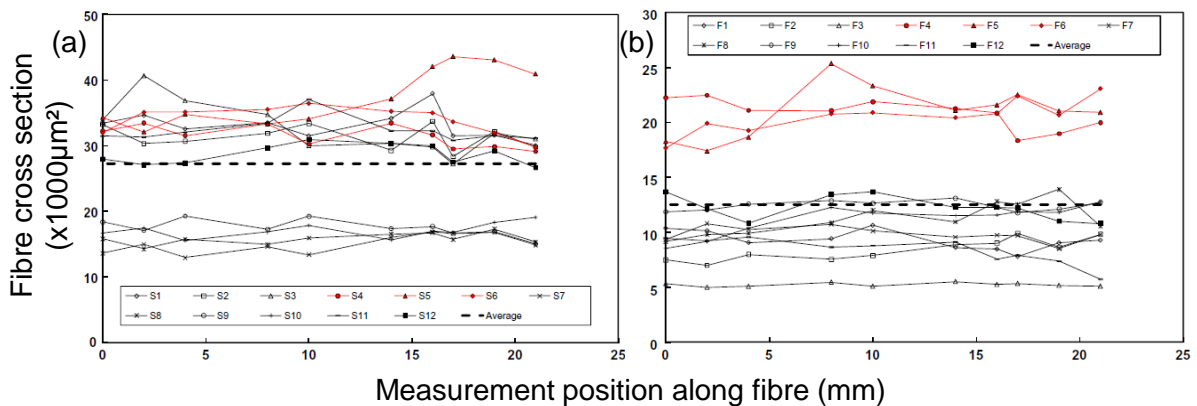 Fibre cross section
(x1000µm²)
(a)
50
40
30
20
10
0
S1 S2 S3 S4 S5 S6 S7
S8 S9 S10 S11 S12 Average
0 5 10 15 20 25
(b)
30
25
20
15
10
5
0
F1 F2 F3 F4 F5 F6 F7
F8 F9 F10 F11 F12 Average
0 5 10 15 20 25
Measurement position along fibre (mm)